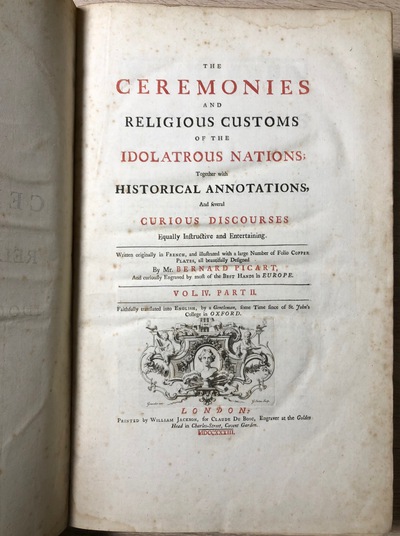 THE
CEREMONIES
AND
RELIGIOUS CUSTOMS
OF THE
IDOLATROUS NATIONS;
Together with
HISTORICAL ANNOTATIONS,
And several
CURIOUS DISCOURSES
Equally Instructive and Entertaining.
Written originally in FRENCH, and illustrated with a large Number of Folio COPPER
PLATES, all beautifully Designed
By Mr. BERNARD PICART,
And curiously Engraved by most of the BEST HANDS in EUROPE.
VOL. IV. PART II.
Faithfully translated into ENGLISH, by a Gentleman, some Time since of St. John's
College in OXFORD.
LONDON:
PRINTED by WILLIAM JACKSON, for CLAUDE DU BOSC, Engraver at the Golden
Head in Charles-Street, Covent Garden.